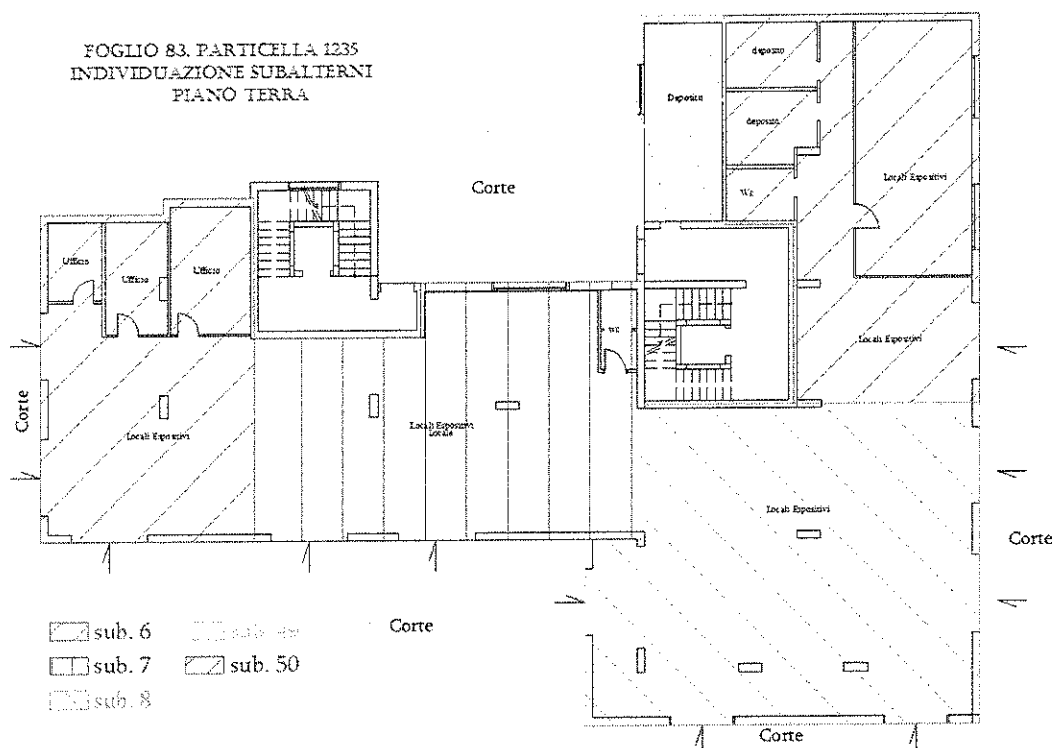 FOGLIO 83. PARTICELLA 1235
INDIVIDUAZIONE SUBALTERNI
PIANO TERRA
deposito
Deposito
deposito
Wc
Locali Espositivi
Corte
Ufficio
Ufficio
Ufficio
Wc
Locali Espositivi
Corte
Locali Espositivi
Locali Espositivi
Locale
Locali Espositivi
Corte
Corte
sub. 6
sub. 7
sub. 50
sub. 8
Corte